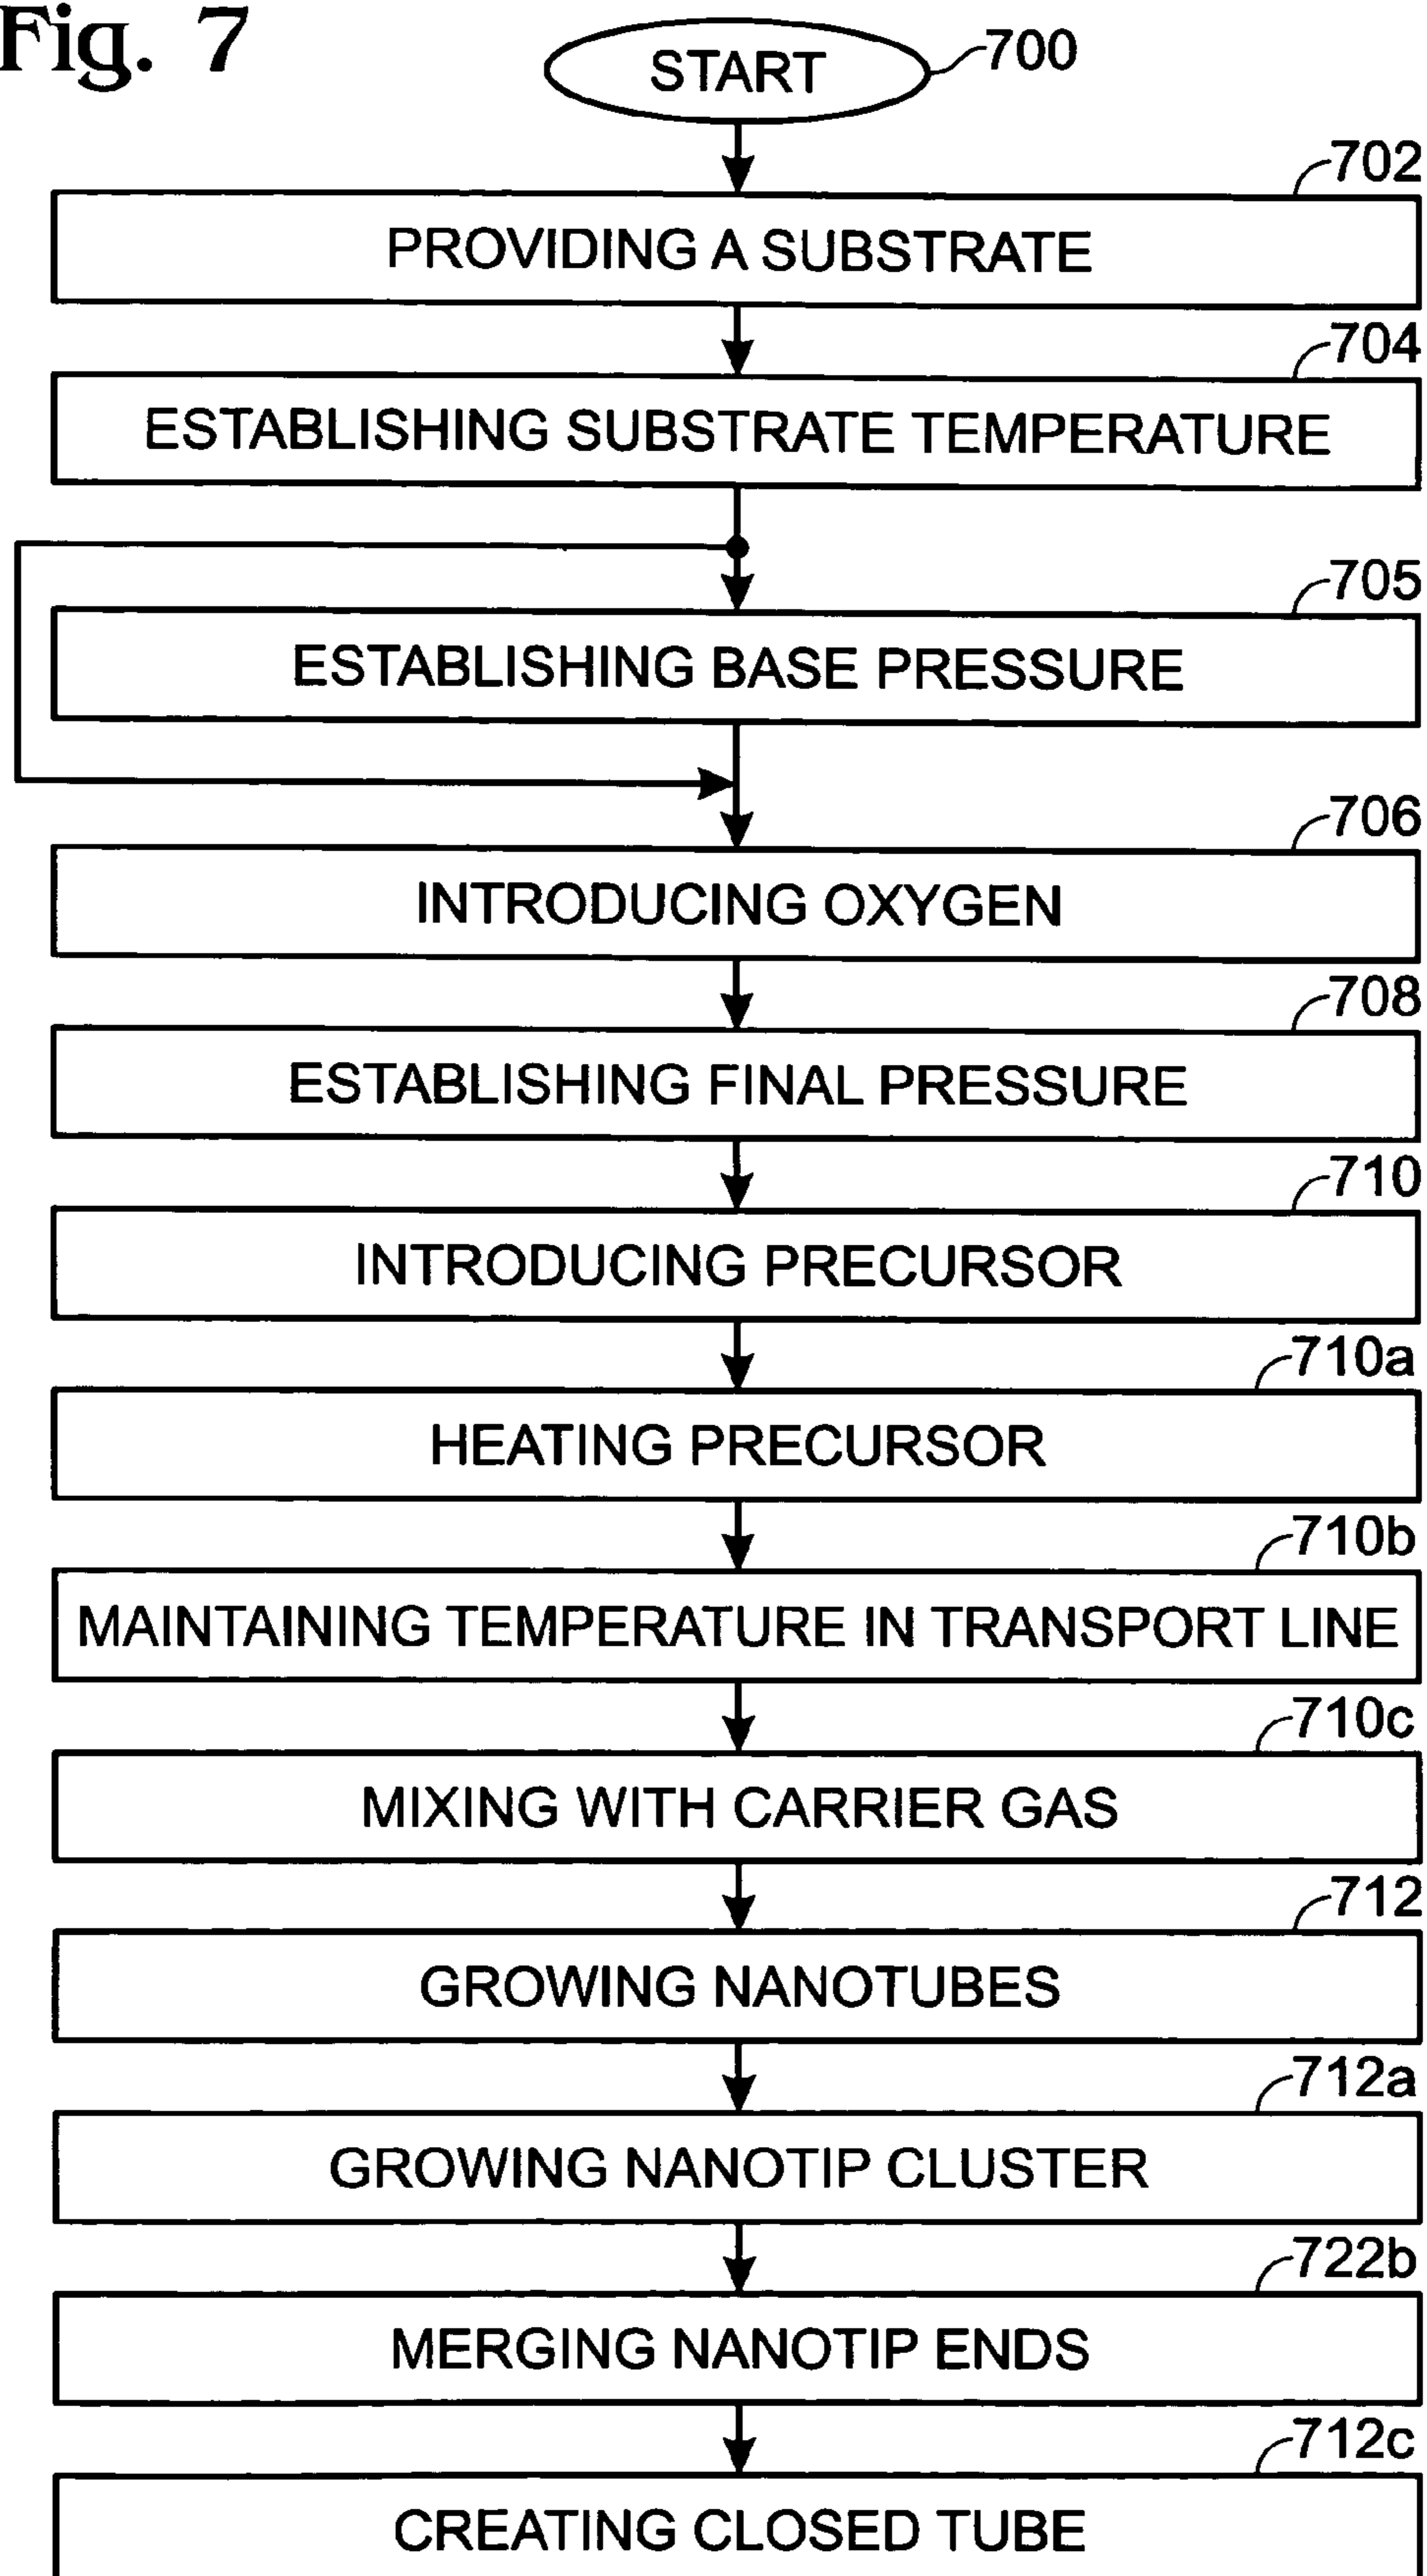 Fig. 7
START
700
702
PROVIDING A SUBSTRATE
704
ESTABLISHING SUBSTRATE TEMPERATURE
705
ESTABLISHING BASE PRESSURE
706
INTRODUCING OXYGEN
708
ESTABLISHING FINAL PRESSURE
710
INTRODUCING PRECURSOR
710a
HEATING PRECURSOR
710b
MAINTAINING TEMPERATURE IN TRANSPORT LINE
710c
MIXING WITH CARRIER GAS
712
GROWING NANOTUBES
712a
GROWING NANOTIP CLUSTER
722b
MERGING NANOTIP ENDS
712c
CREATING CLOSED TUBE